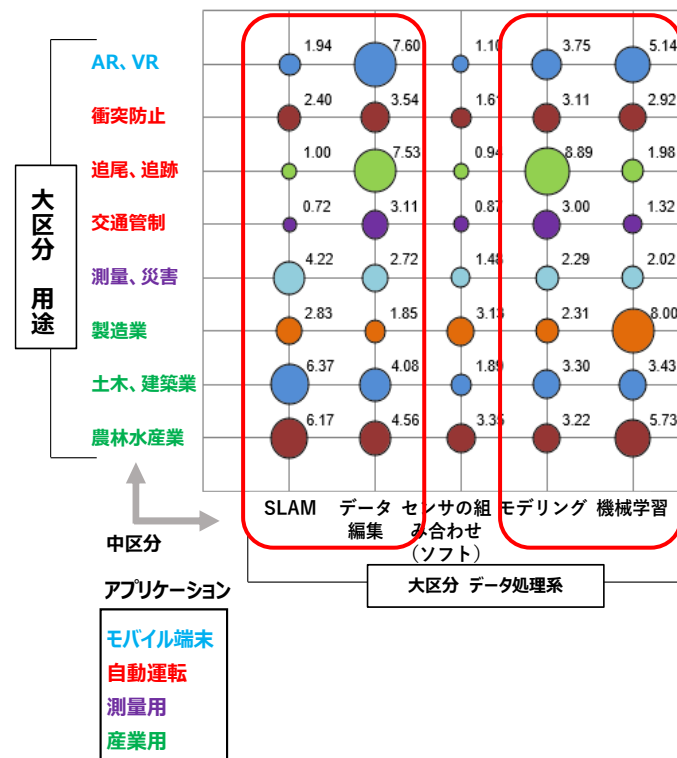 AR、VR
1.94
7.60
1.10
3.75
5.14
衝突防止
2.40
3.54
1.61
3.11
2.92
追尾、追跡
1.00
7.53
0.94
8.89
1.98
交通管制
0.72
3.11
0.87
3.00
1.32
測量、災害
4.22
2.72
1.48
2.29
2.02
製造業
2.83
1.85
3.13
2.31
8.00
土木、建築業
6.37
4.08
1.89
3.30
3.43
農林水産業
6.17
4.56
3.35
3.22
5.73
大区分 用途
SLAM
データ
編集
センサの組
み合わせ
(ソフト)
モデリング
機械学習
中区分
大区分 データ処理系
アプリケーション
モバイル端末
自動運転
測量用
産業用